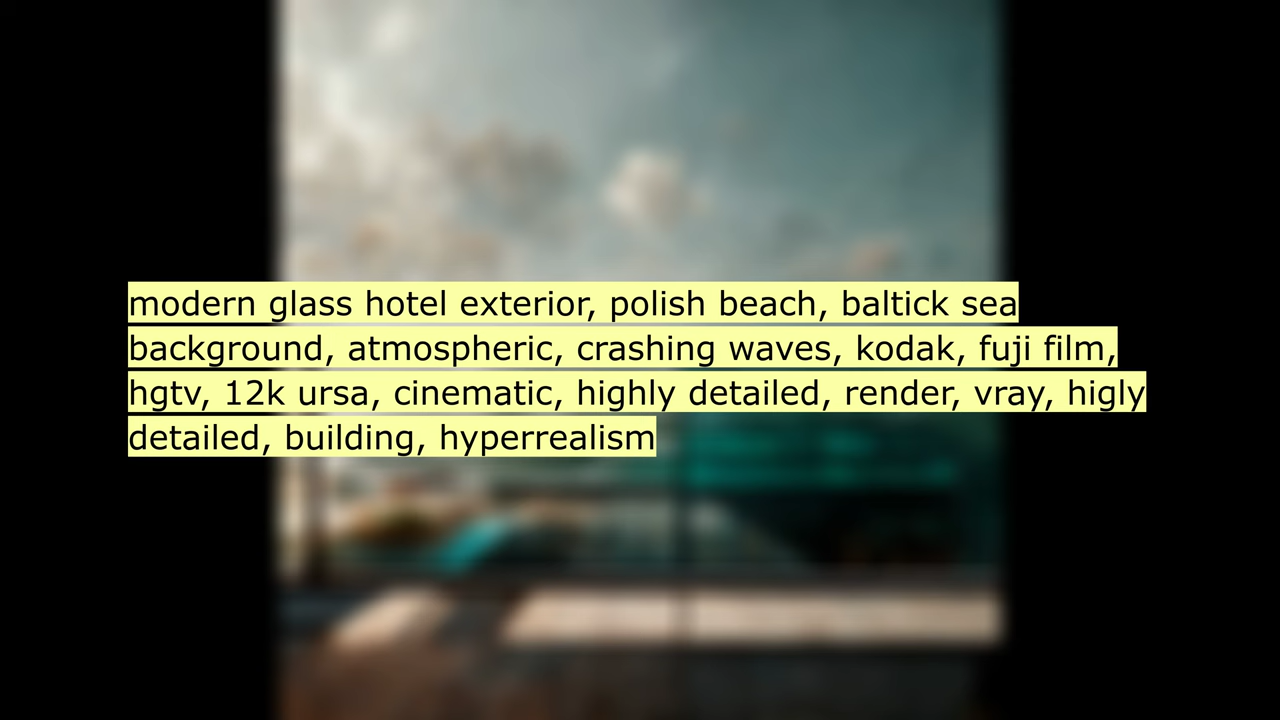 modern glass hotel exterior, polish beach, baltick sea
background, atmospheric, crashing waves, kodak, fuji film,
hgtv, 12k ursa, cinematic, highly detailed, render, vray, higly
detailed, building, hyperrealism